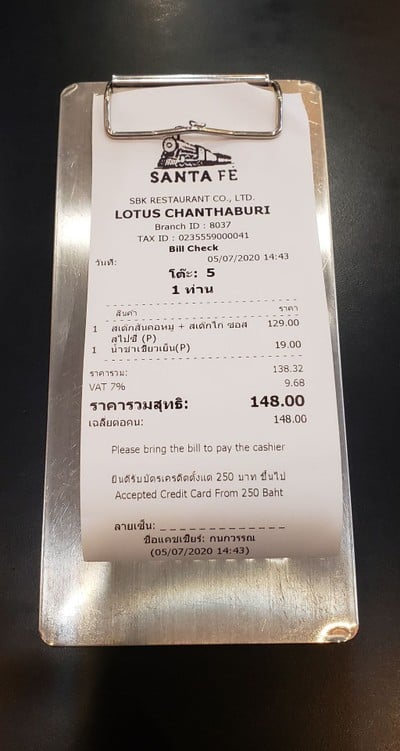 SANTA FE
SBK RESTAURANT CO., LTD.
LOTUS CHANTHABURI
Branch ID : 8037
TAX ID : 0235559000041
Bill Check
วันที่: 05/07/2020 14:43
โต๊ะ: 5
1 ท่าน
สินค้า ราคา
1 สเต๊กสันคอหมู + สเต๊กไก่ ซอส 129.00
สไปซี่ (P)
1 น้ำชาเขียวเย็น(P) 19.00
ราคารวม: 138.32
VAT 7% 9.68
ราคารวมสุทธิ: 148.00
เฉลี่ยต่อคน: 148.00
Please bring the bill to pay the cashier
ยินดีรับบัตรเครดิตตั้งแต่ 250 บาท ขึ้นไป
Accepted Credit Card From 250 Baht
ลายเซ็น: _ _ _ _ _ _ _ _ _ _ _ _ _
ชื่อแคชเชียร์: กนกวรรณ
(05/07/2020 14:43)